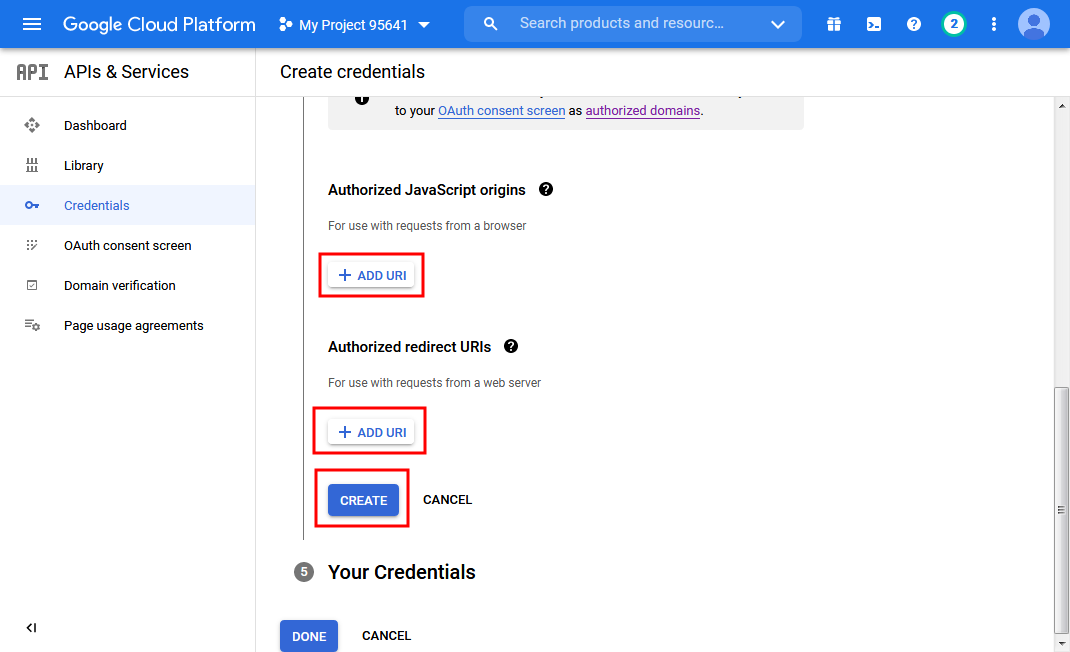 Google Cloud Platform
My Project 95641
Search products and resourc...
2
API APIs & Services
Create credentials
Dashboard
Library
Credentials
OAuth consent screen
Domain verification
Page usage agreements
to your OAuth consent screen as authorized domains.
Authorized JavaScript origins
For use with requests from a browser
+ ADD URI
Authorized redirect URIs
For use with requests from a web server
+ ADD URI
CREATE CANCEL
5 Your Credentials
DONE CANCEL